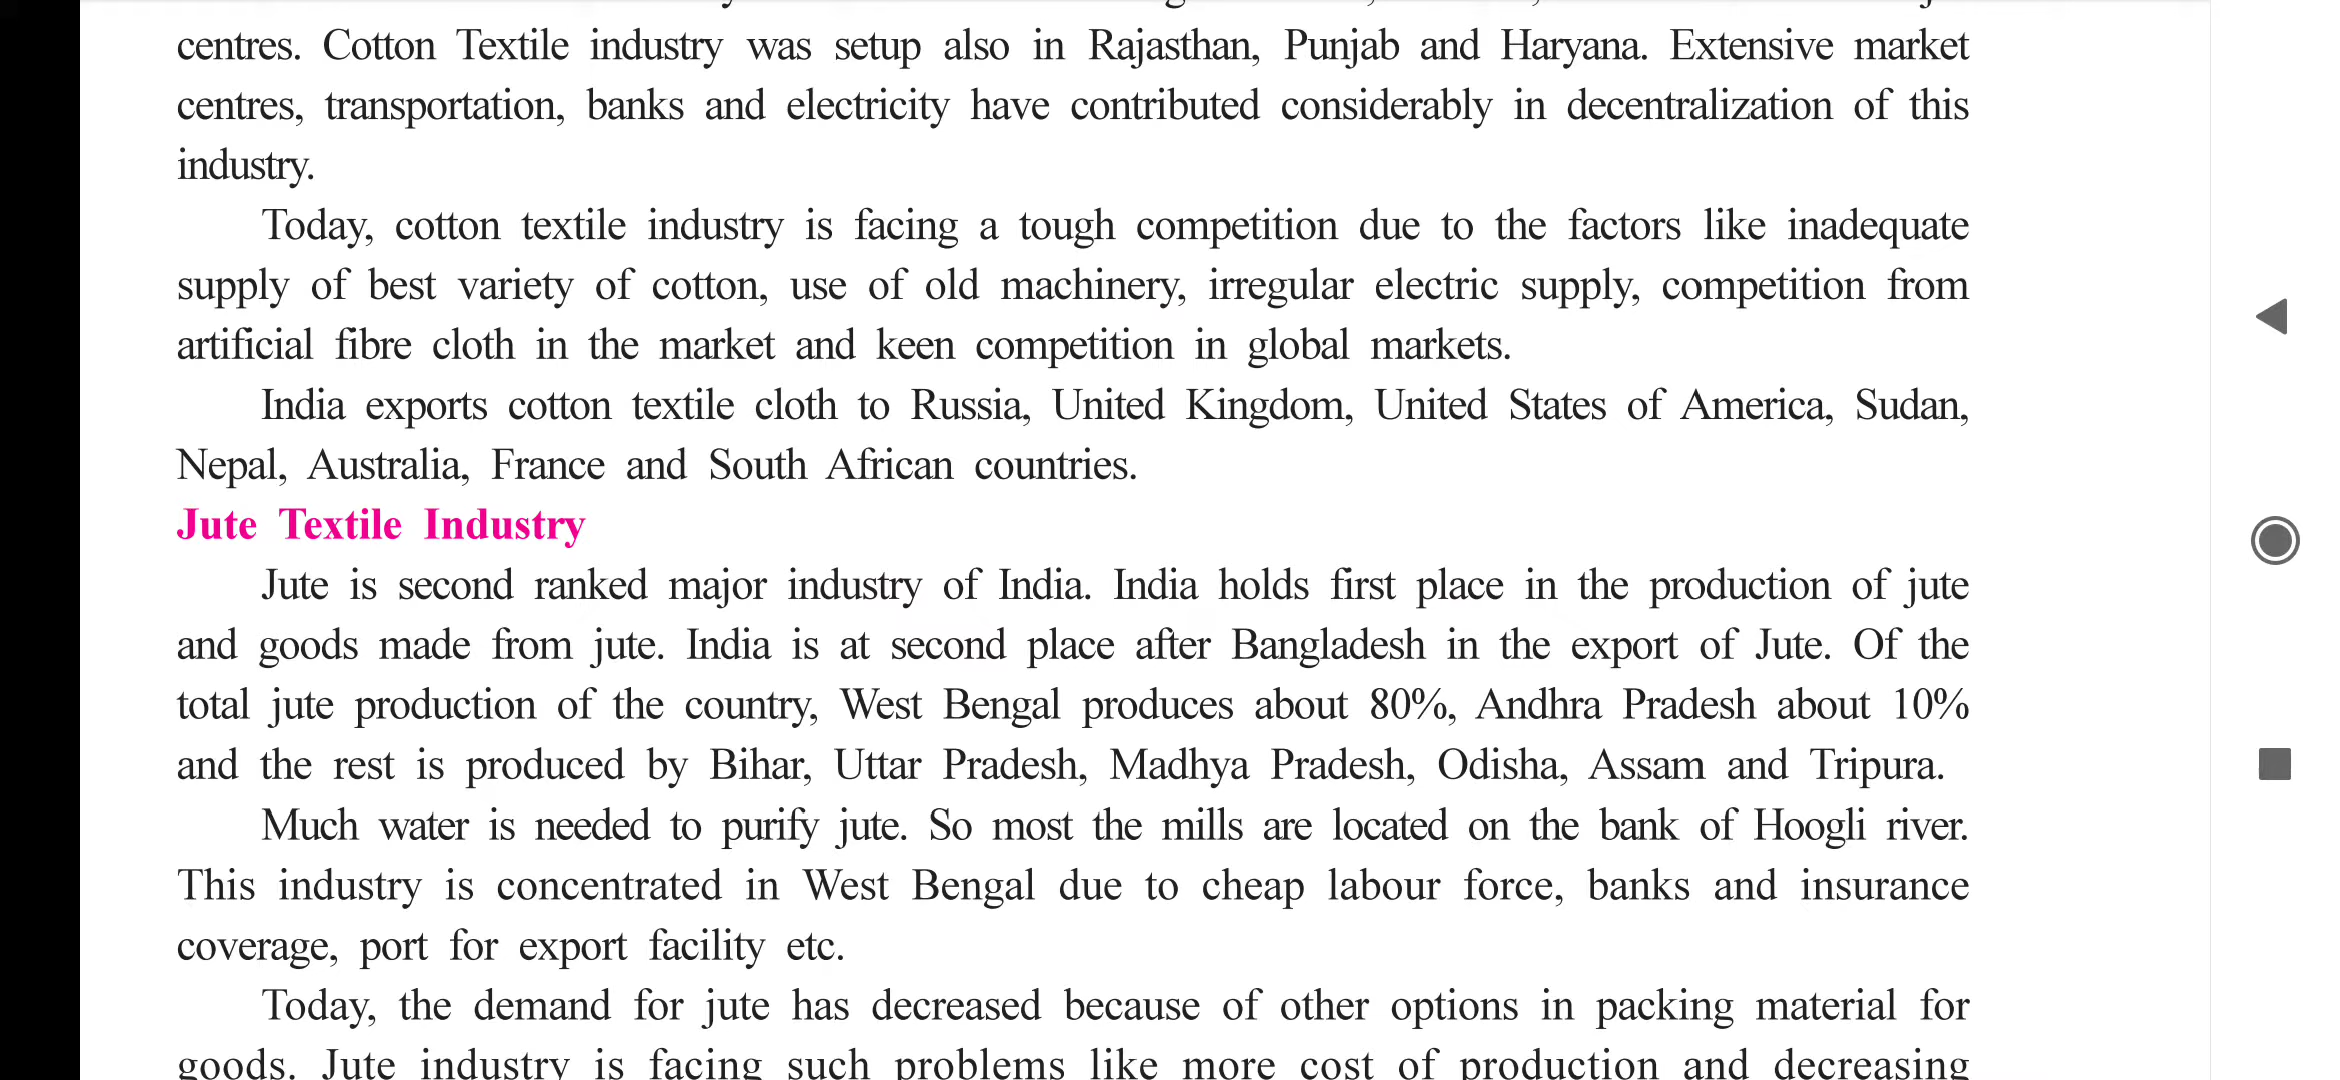 centres. Cotton Textile industry was setup also in Rajasthan, Punjab and Haryana. Extensive market
centres, transportation, banks and electricity have contributed considerably in decentralization of this
industry.
Today, cotton textile industry is facing a tough competition due to the factors like inadequate
supply of best variety of cotton, use of old machinery, irregular electric supply, competition from
artificial fibre cloth in the market and keen competition in global markets.
India exports cotton textile cloth to Russia, United Kingdom, United States of America, Sudan,
Nepal, Australia, France and South African countries.
Jute Textile Industry
Jute is second ranked major industry of India. India holds first place in the production of jute
and goods made from jute. India is at second place after Bangladesh in the export of Jute. Of the
total jute production of the country, West Bengal produces about 80%, Andhra Pradesh about 10%
and the rest is produced by Bihar, Uttar Pradesh, Madhya Pradesh, Odisha, Assam and Tripura.
Much water is needed to purify jute. So most the mills are located on the bank of Hoogli river.
This industry is concentrated in West Bengal due to cheap labour force, banks and insurance
coverage, port for export facility etc.
Today, the demand for jute has decreased because of other options in packing material for
goods. Jute industry is facing such problems like more cost of production and decreasing